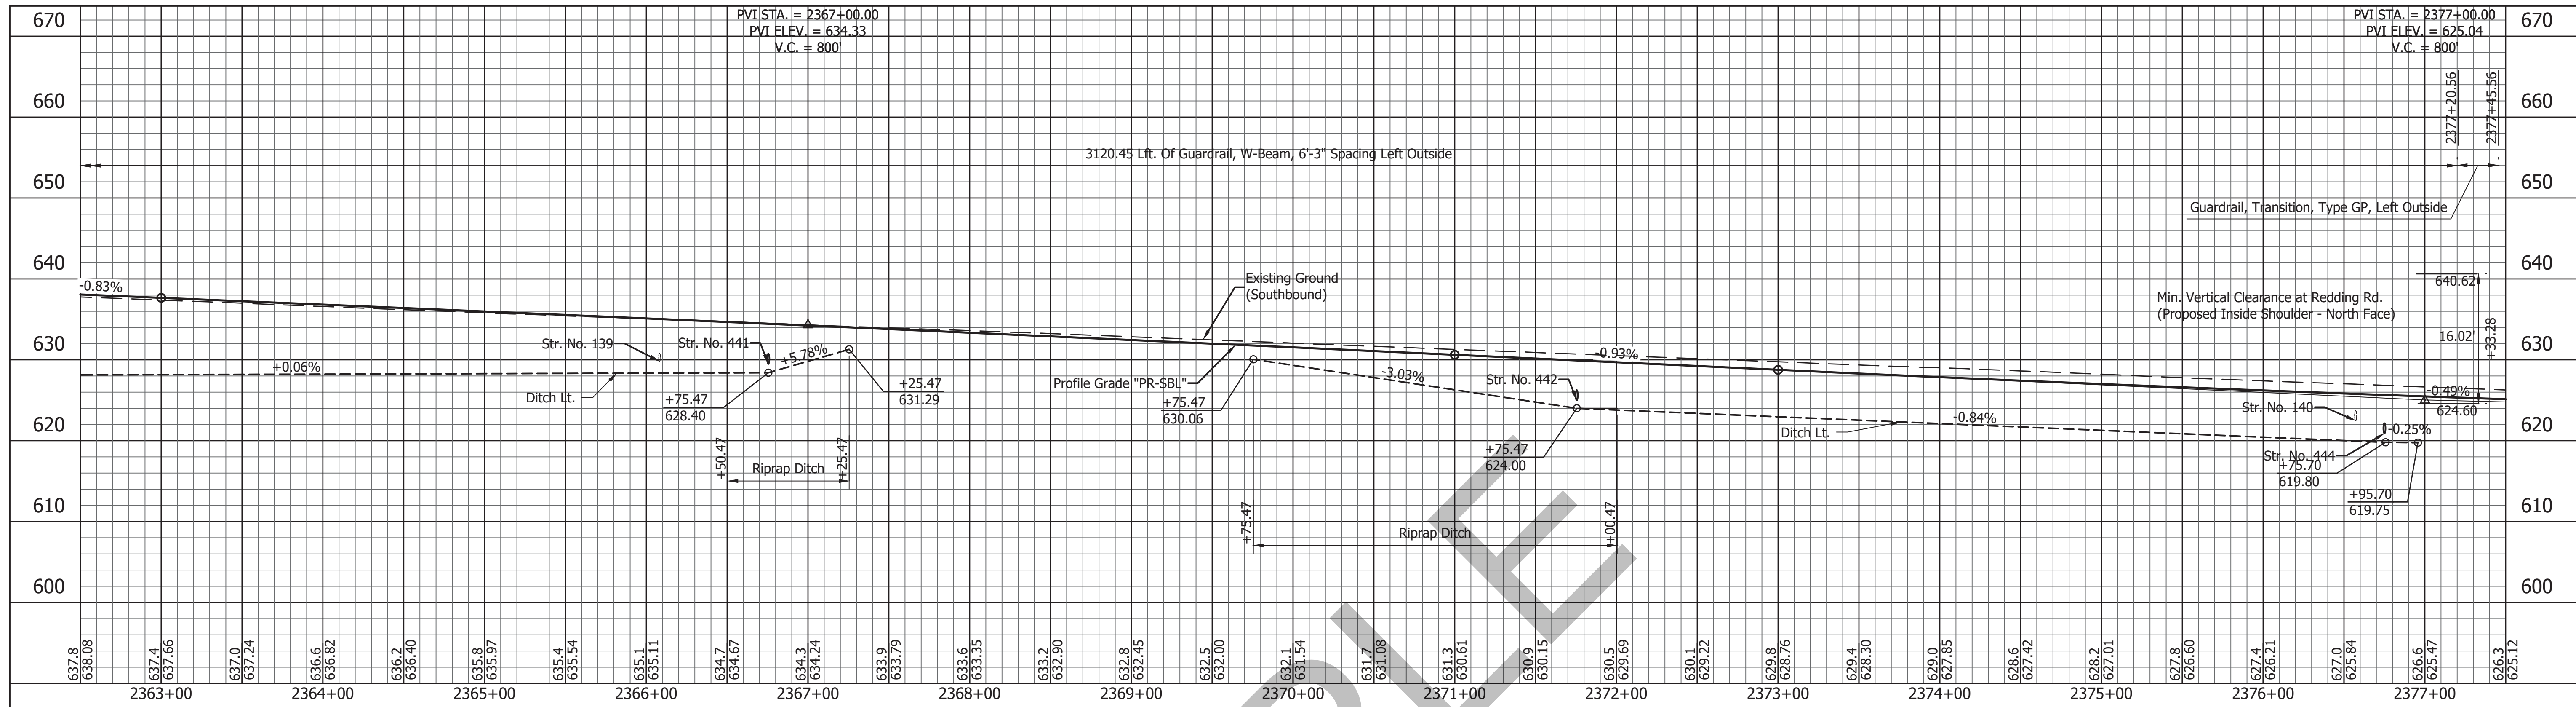 670
PVI STA. = 2367+00.00
PVI ELEV. = 634.33
V.C. = 800'
PVI STA. = 2377+00.00
PVI ELEV. = 625.04
V.C. = 800'
670
660
2377+20.56
2377+45.56
660
3120.45 Lft. Of Guardrail, W-Beam, 6'-3" Spacing Left Outside
650
650
Guardrail, Transition, Type GP, Left Outside
640
640
-0.83%
Existing Ground
(Southbound)
640.62
Min. Vertical Clearance at Redding Rd.
(Proposed Inside Shoulder - North Face)
16.02'
+33.28
630
Str. No. 139
Str. No. 441
+5.78%
-0.93%
630
+0.06%
Ditch Lt.
+75.47
628.40
+25.47
631.29
Profile Grade "PR-SBL"
+75.47
630.06
-3.03%
Str. No. 442
-0.49%
624.60
Str. No. 140
620
-0.84%
Ditch Lt.
-0.25%
620
+50.47
Riprap Ditch
+25.47
+75.47
624.00
Str. No. 444
+75.70
619.80
+95.70
619.75
610
+75.47
Riprap Ditch
+00.47
610
600
600
637.8 637.4 637.0 636.6 636.2 635.8 635.4 635.1 634.7 634.3 633.9 633.6 633.2 632.8 632.5 632.1 631.7 631.3 630.9 630.5 630.1 629.8 629.4 629.0 628.6 628.2 627.8 627.4 627.0 626.6 626.3
638.08 637.66 637.24 636.82 636.40 635.97 635.54 635.11 634.67 634.24 633.79 633.35 632.90 632.45 632.00 631.54 631.08 630.61 630.15 629.69 629.22 628.76 628.30 627.85 627.42 627.01 626.60 626.21 625.84 625.47 625.12
2363+00 2364+00 2365+00 2366+00 2367+00 2368+00 2369+00 2370+00 2371+00 2372+00 2373+00 2374+00 2375+00 2376+00 2377+00
PLE